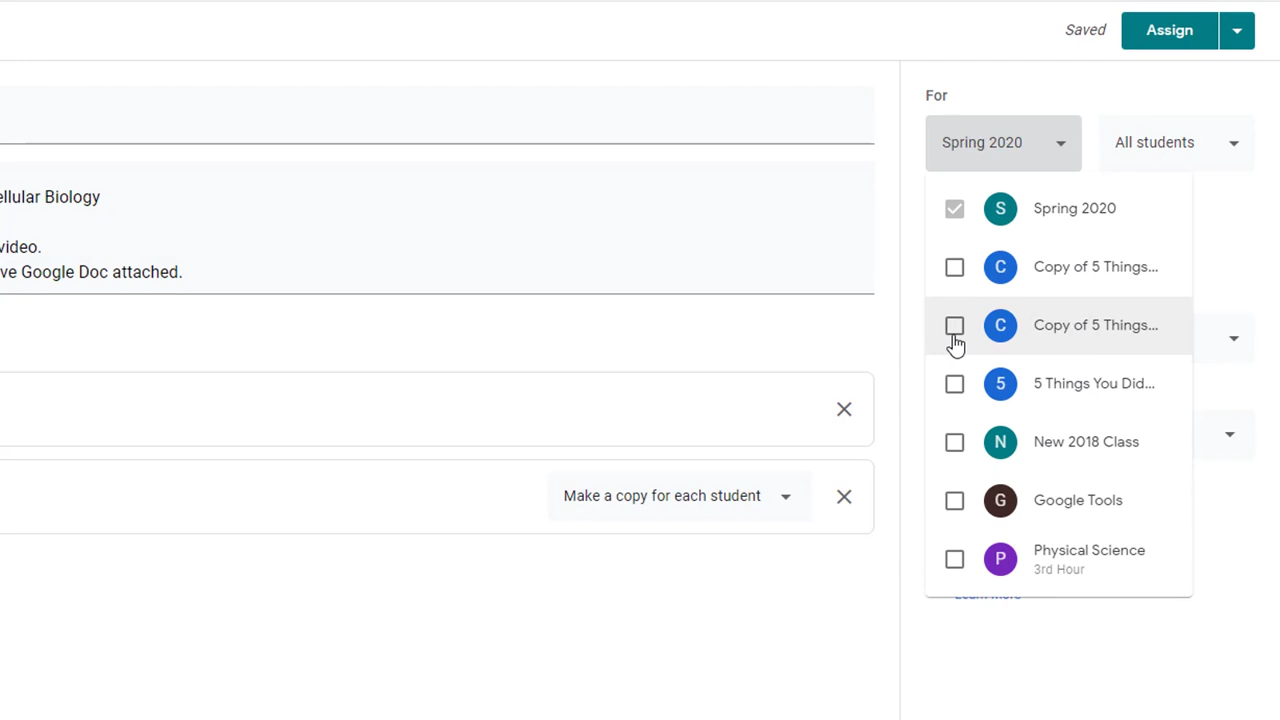 Saved
Assign
For
Spring 2020
All students
ellular Biology
video.
ve Google Doc attached.
S Spring 2020
C Copy of 5 Things...
C Copy of 5 Things...
5 5 Things You Did...
N New 2018 Class
Make a copy for each student
G Google Tools
P Physical Science
3rd Hour
Learn more